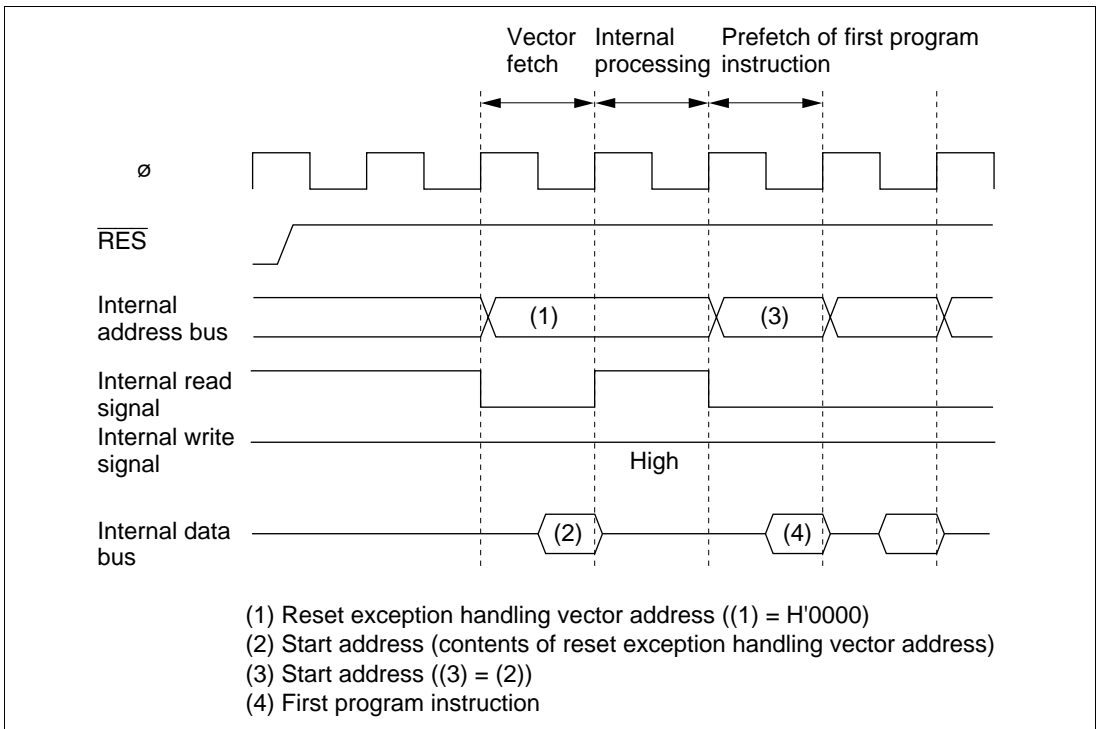 Vector fetch
Internal processing
Prefetch of first program instruction
ø
RES
Internal address bus
(1)
(3)
Internal read signal
Internal write signal
High
Internal data bus
(2)
(4)
(1) Reset exception handling vector address ((1) = H'0000)
(2) Start address (contents of reset exception handling vector address)
(3) Start address ((3) = (2))
(4) First program instruction